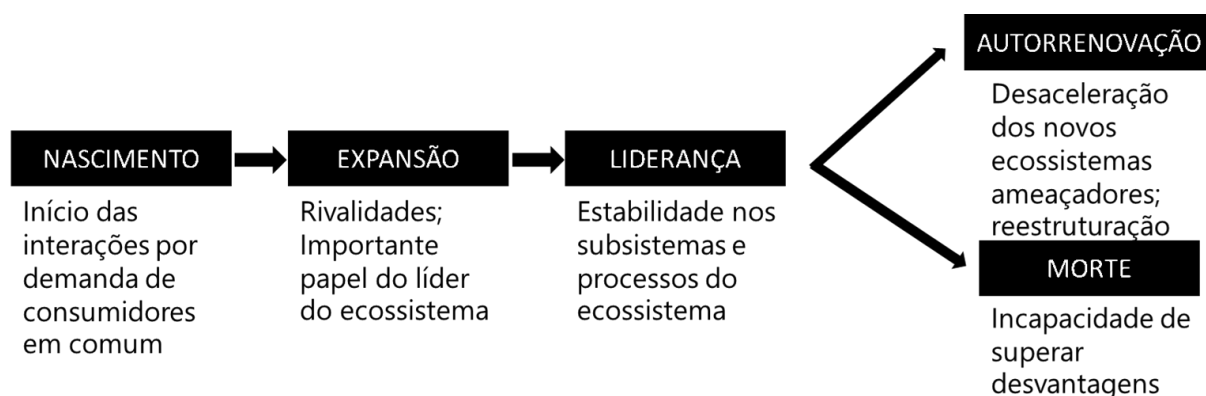 NASCIMENTO
Início das
interações por
demanda de
consumidores
em comum
EXPANSÃO
Rivalidades;
Importante
papel do líder
do ecossistema
LIDERANÇA
Estabilidade nos
subsistemas e
processos do
ecossistema
AUTORRENOVAÇÃO
Desaceleração
dos novos
ecossistemas
ameaçadores;
reestruturação
MORTE
Incapacidade de
superar
desvantagens